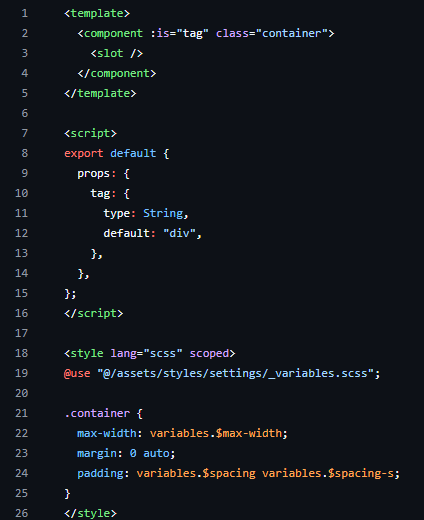 1 <template>
2   <component :is="tag" class="container">
3     <slot />
4   </component>
5 </template>
6
7 <script>
8 export default {
9   props: {
10     tag: {
11       type: String,
12       default: "div",
13     },
14   },
15 };
16 </script>
17
18 <style lang="scss" scoped>
19 @use "@/assets/styles/settings/_variables.scss";
20
21 .container {
22   max-width: variables.$max-width;
23   margin: 0 auto;
24   padding: variables.$spacing variables.$spacing-s;
25 }
26 </style>